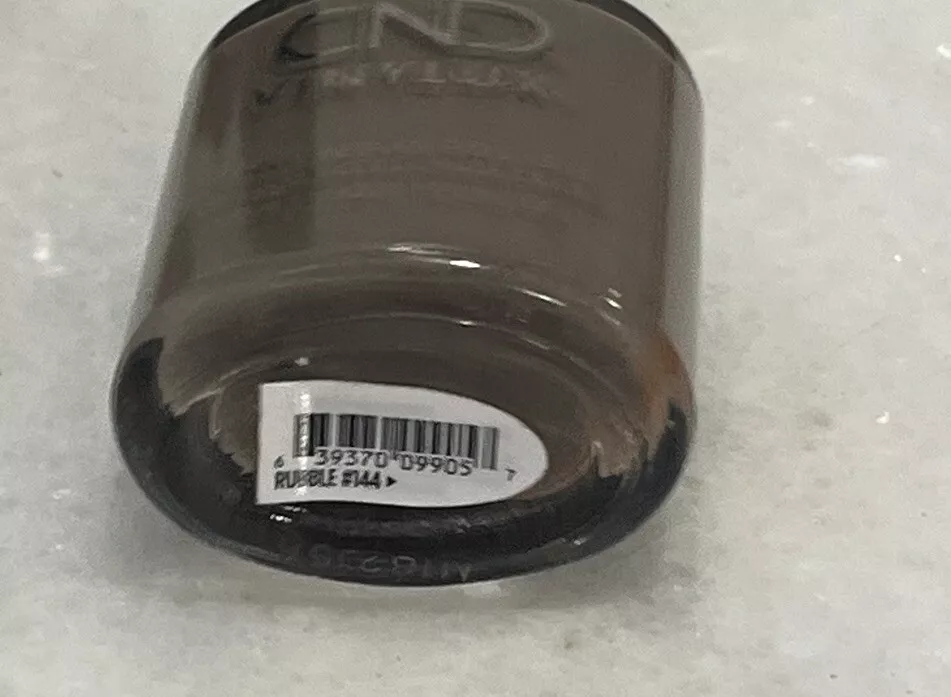 CND
VINYLUX
6 39370 09905 7
RUBBLE #144 ▸